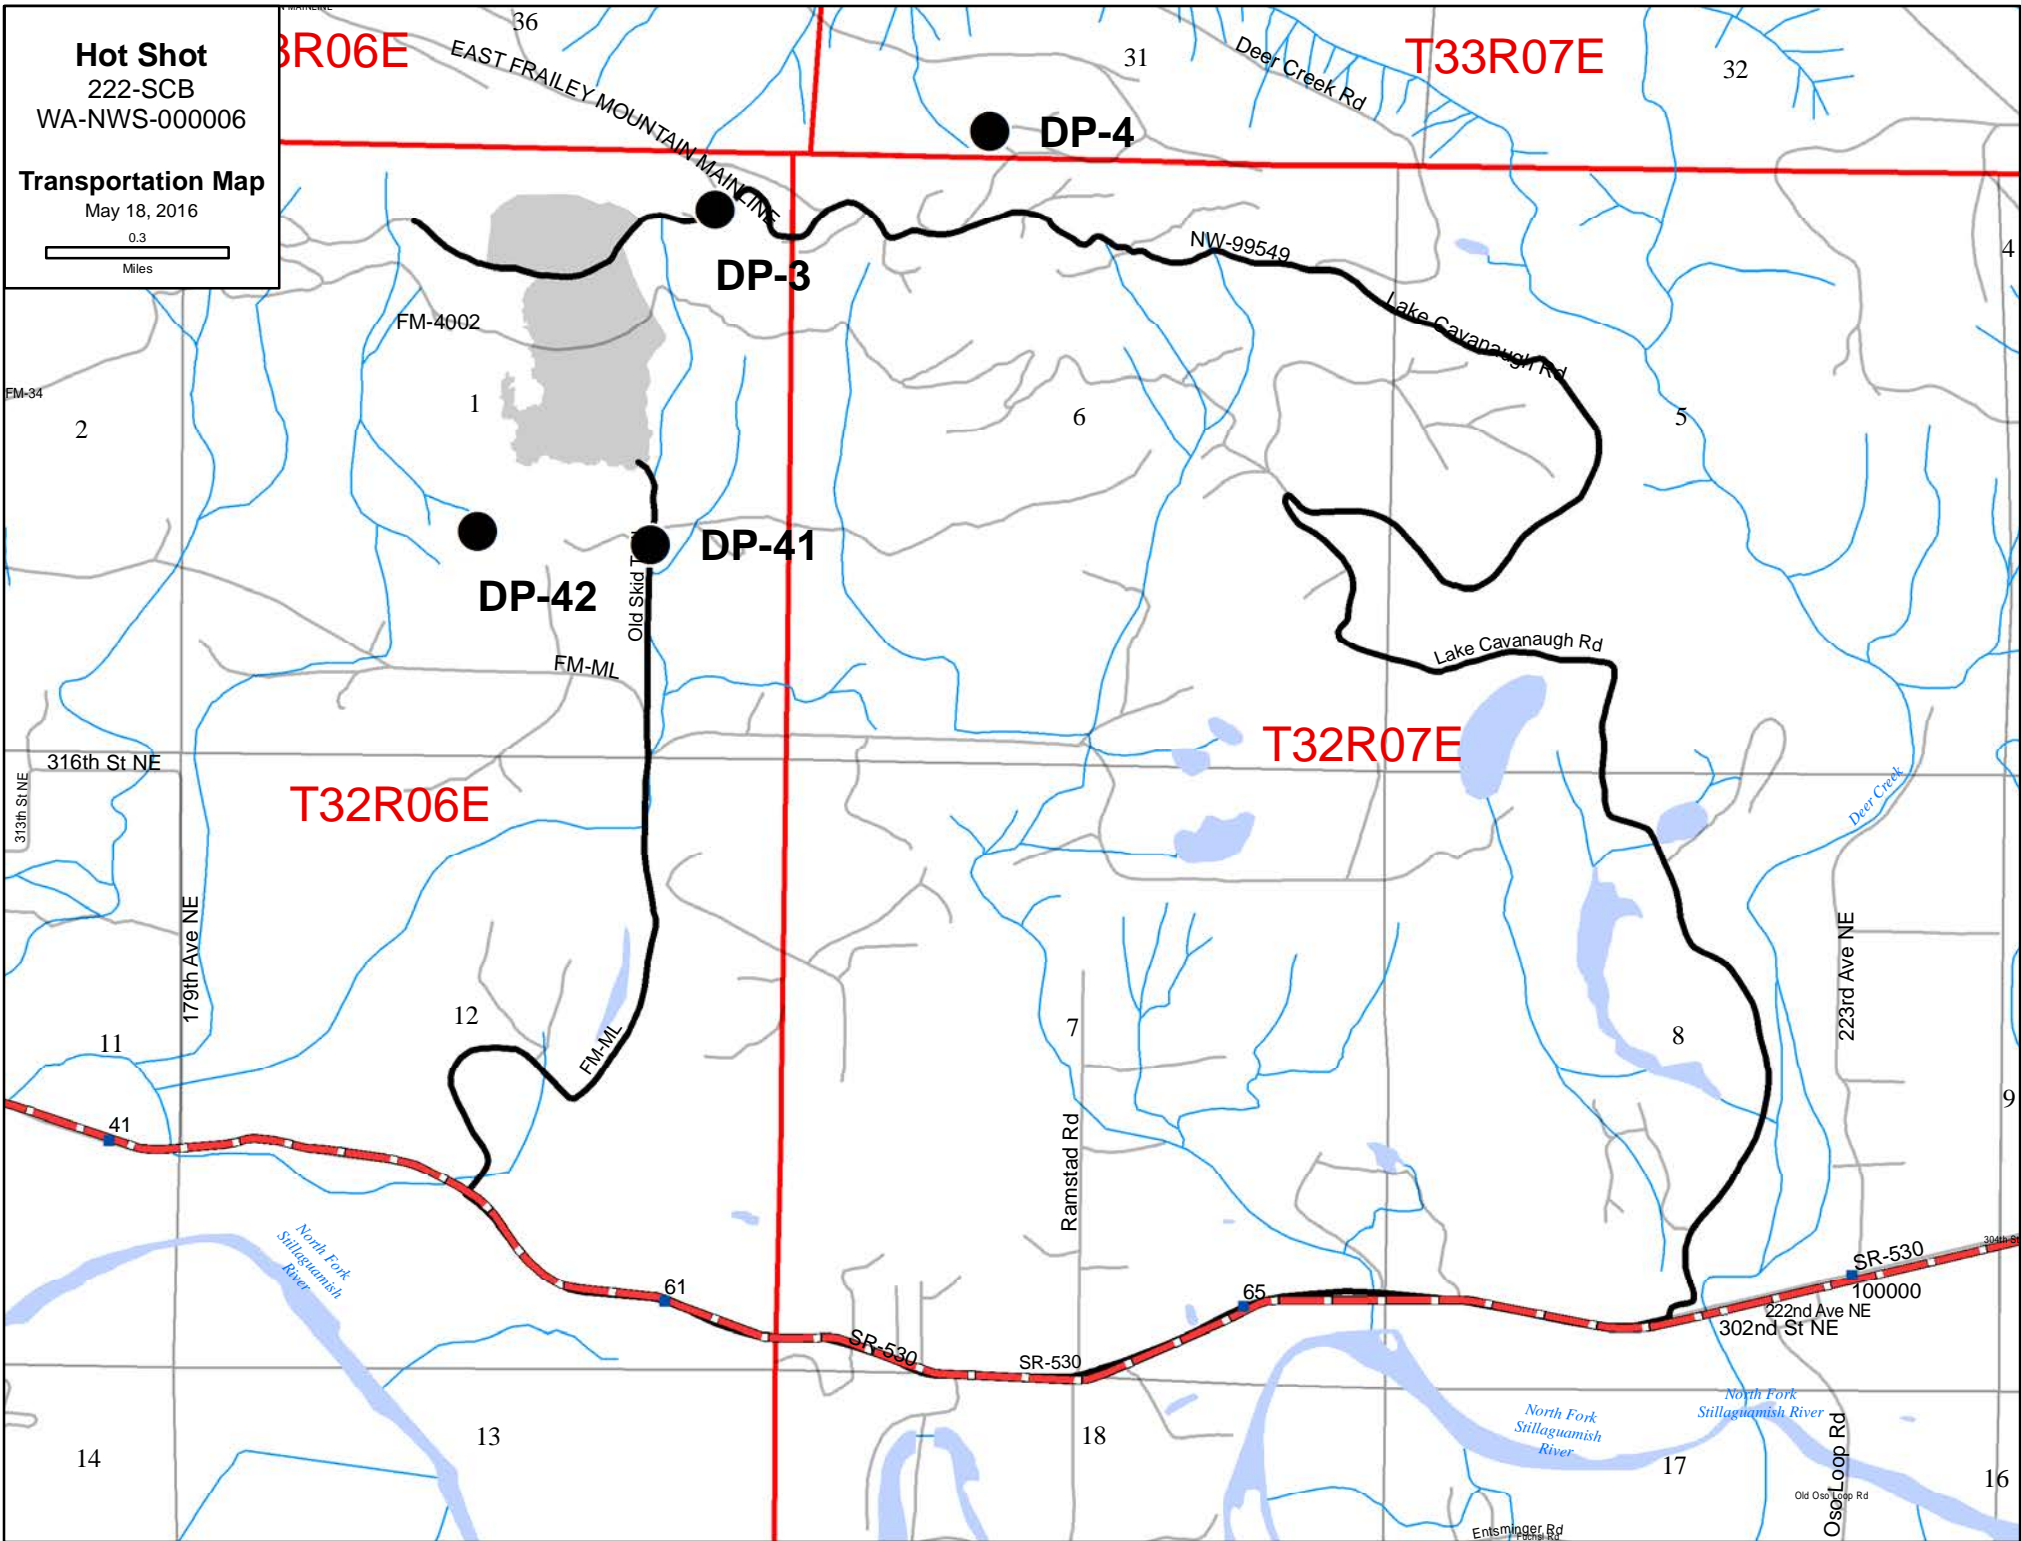 Hot Shot
222-SCB
WA-NWS-000006
Transportation Map
May 18, 2016
0.3
Miles
3R06E
36
EAST FRAILEY MOUNTAIN MAINLINE
31
Deer Creek Rd
T33R07E
32
DP-4
DP-3
NW-99549
4
Lake Cavanaugh Rd
FM-4002
FM-34
2
1
6
5
DP-41
DP-42
Old Skid
FM-ML
Lake Cavanaugh Rd
316th St NE
313th St NE
T32R06E
T32R07E
Deer Creek
179th Ave NE
223rd Ave NE
11
12
FM-ML
7
8
9
41
Ramstad Rd
North Fork
Stillaguamish
River
61
65
SR-530
SR-530
SR-530
100000
304th St
222nd Ave NE
302nd St NE
North Fork
Stillaguamish River
North Fork
Stillaguamish
River
14
13
18
17
16
Oso Loop Rd
Old Oso Loop Rd
Entsminger Rd
Fuchsl Rd